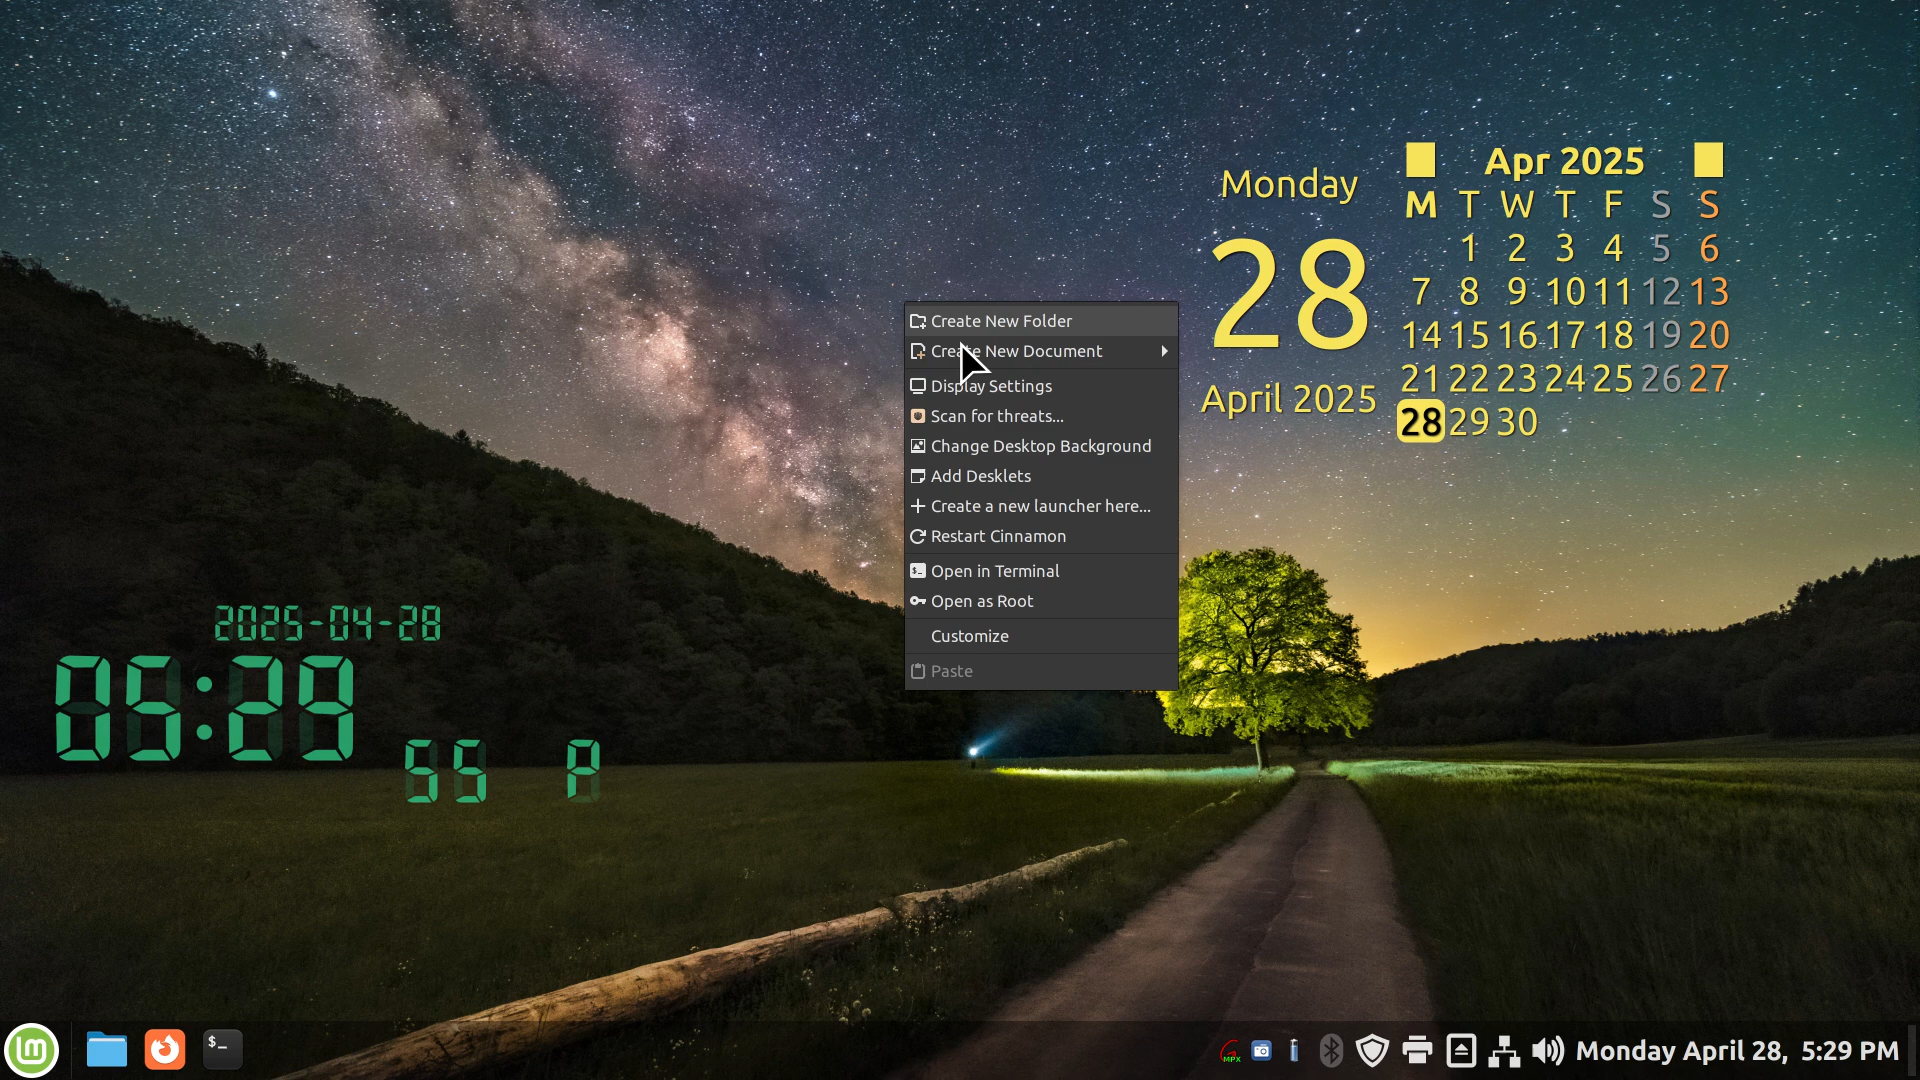 Monday
28
April 2025
Apr 2025
M T W T F S S
1 2 3 4 5 6
7 8 9 10 11 12 13
14 15 16 17 18 19 20
21 22 23 24 25 26 27
28 29 30
Create New Folder
Create New Document
Display Settings
Scan for threats...
Change Desktop Background
Add Desklets
Create a new launcher here...
Restart Cinnamon
$_ Open in Terminal
Open as Root
Customize
Paste
2025-04-28
05:29
55 P
lm
$_
MPX
Monday April 28, 5:29 PM